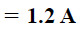 = 1.2 A